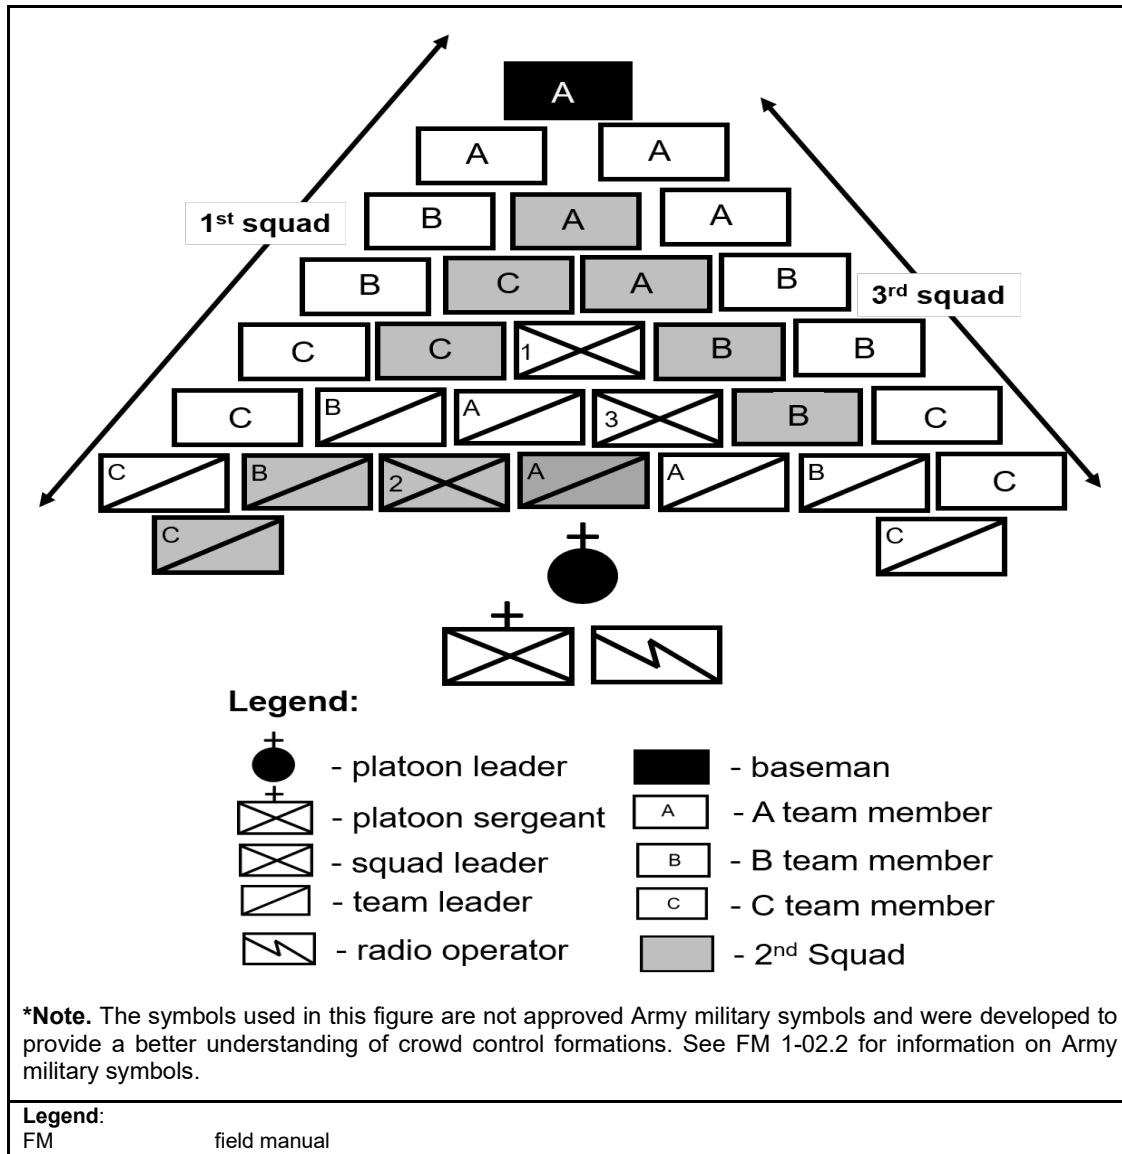 A
A A
1st squad
B A A
B C A B
3rd squad
C C 1 B B
C B A 3 B C
C B 2 A A B C
C C
Legend:
- platoon leader - baseman
- platoon sergeant A - A team member
- squad leader B - B team member
- team leader C - C team member
- radio operator - 2nd Squad
*Note. The symbols used in this figure are not approved Army military symbols and were developed to
provide a better understanding of crowd control formations. See FM 1-02.2 for information on Army
military symbols.
Legend:
FM field manual